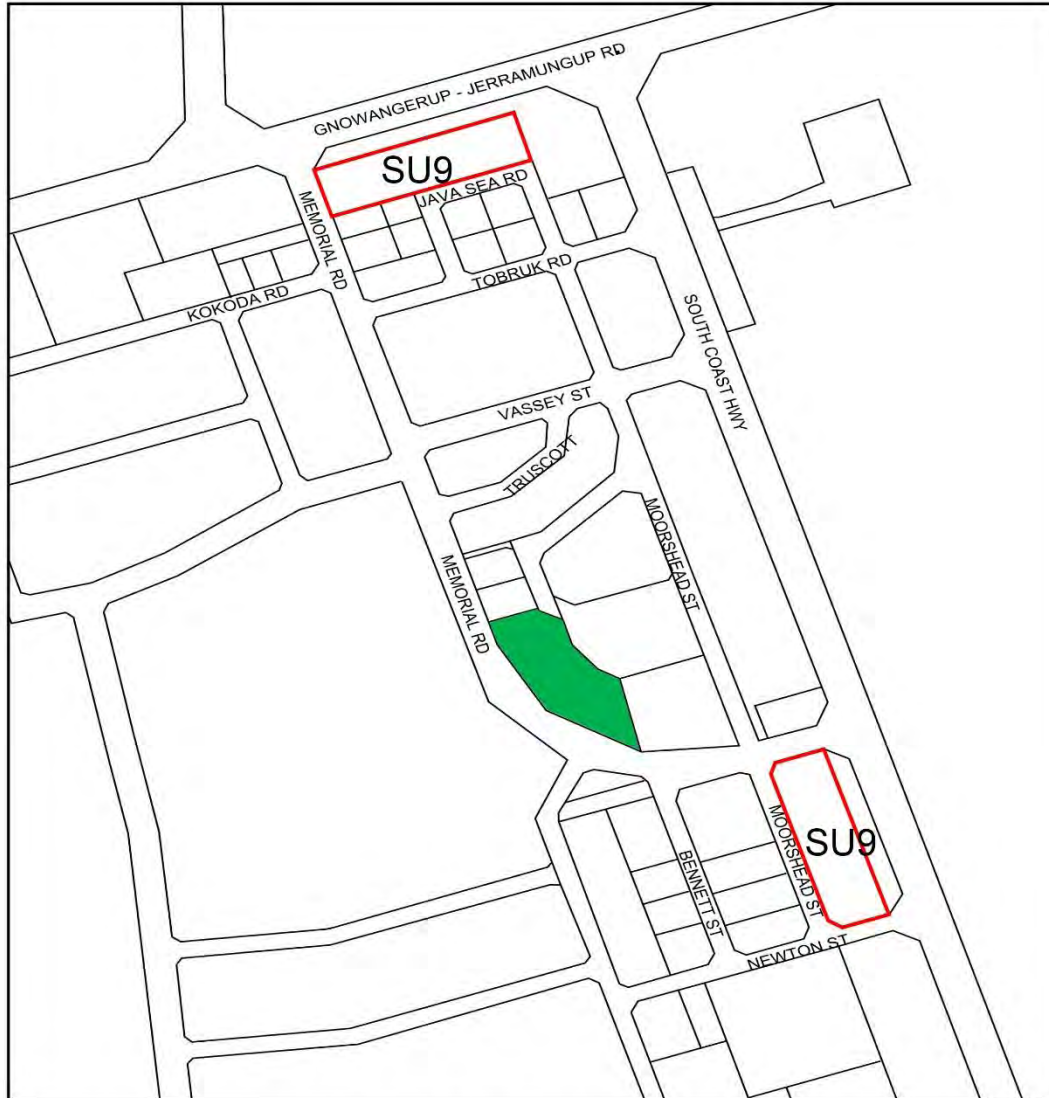 GNOWANGERUP - JERRAMUNGUP RD
SU9
JAVA SEA RD
MEMORIAL RD
TOBRUK RD
KOKODA RD
SOUTH COAST HWY
VASSEY ST
TRUSCOTT
MOORSHEAD ST
MEMORIAL RD
SU9
MOORSHEAD ST
BENNETT ST
NEWTON ST